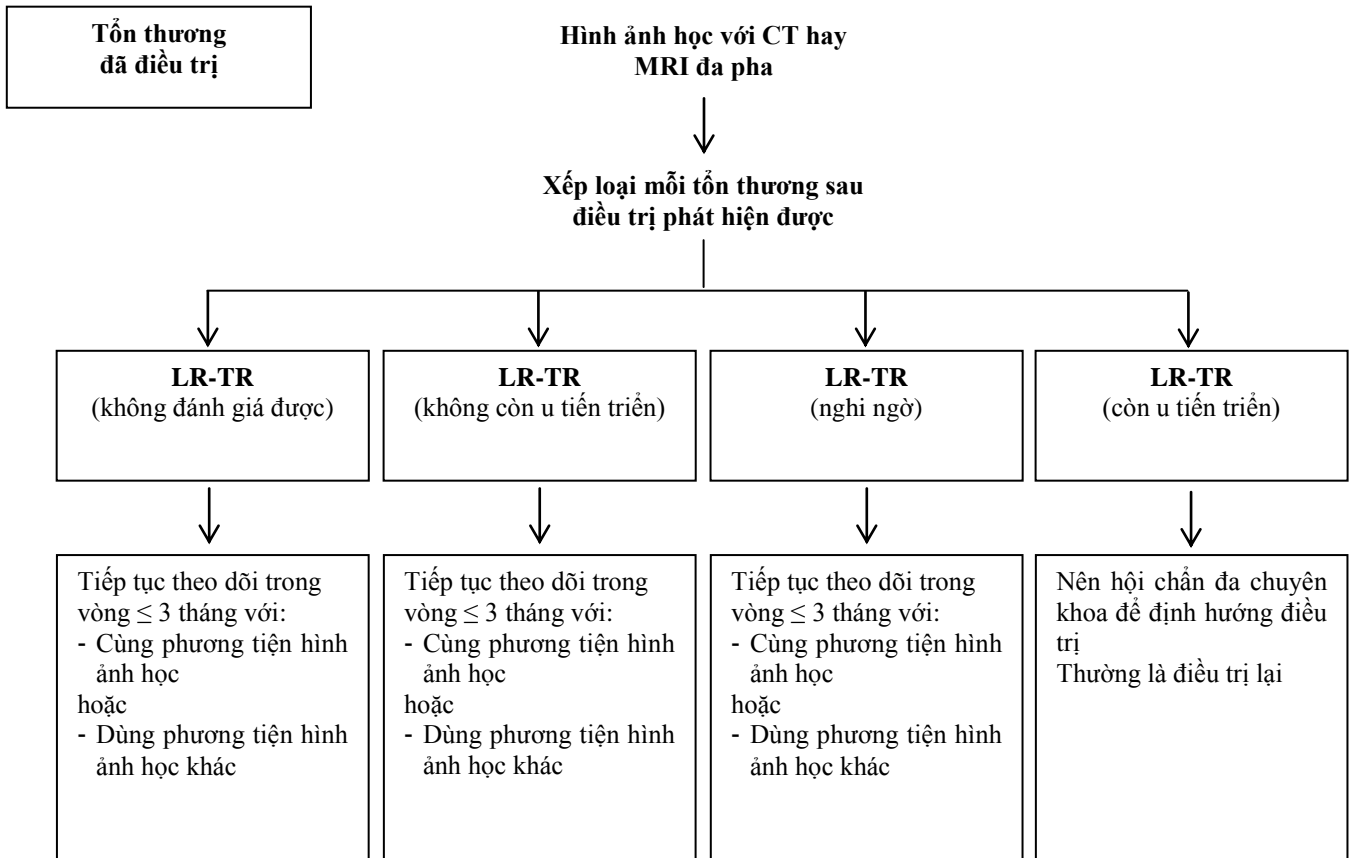 Tổn thương
đã điều trị
Hình ảnh học với CT hay
MRI đa pha
Xếp loại mỗi tổn thương sau
điều trị phát hiện được
LR-TR
(không đánh giá được)
LR-TR
(không còn u tiến triển)
LR-TR
(nghi ngờ)
LR-TR
(còn u tiến triển)
Tiếp tục theo dõi trong
vòng ≤ 3 tháng với:
- Cùng phương tiện hình
ảnh học
hoặc
- Dùng phương tiện hình
ảnh học khác
Tiếp tục theo dõi trong
vòng ≤ 3 tháng với:
- Cùng phương tiện hình
ảnh học
hoặc
- Dùng phương tiện hình
ảnh học khác
Tiếp tục theo dõi trong
vòng ≤ 3 tháng với:
- Cùng phương tiện hình
ảnh học
hoặc
- Dùng phương tiện hình
ảnh học khác
Nên hội chẩn đa chuyên
khoa để định hướng điều
trị
Thường là điều trị lại